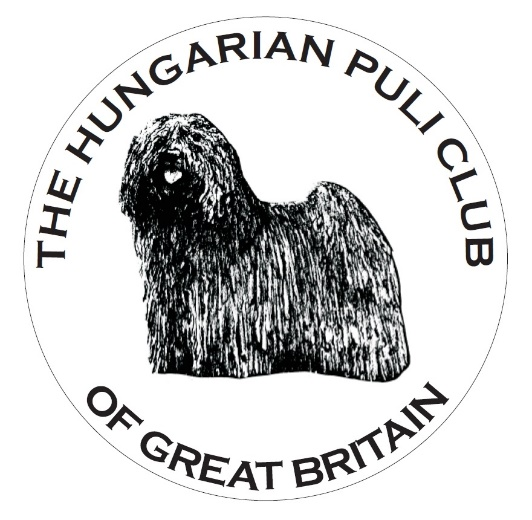 THE HUNGARIAN PULI CLUB
OF GREAT BRITAIN